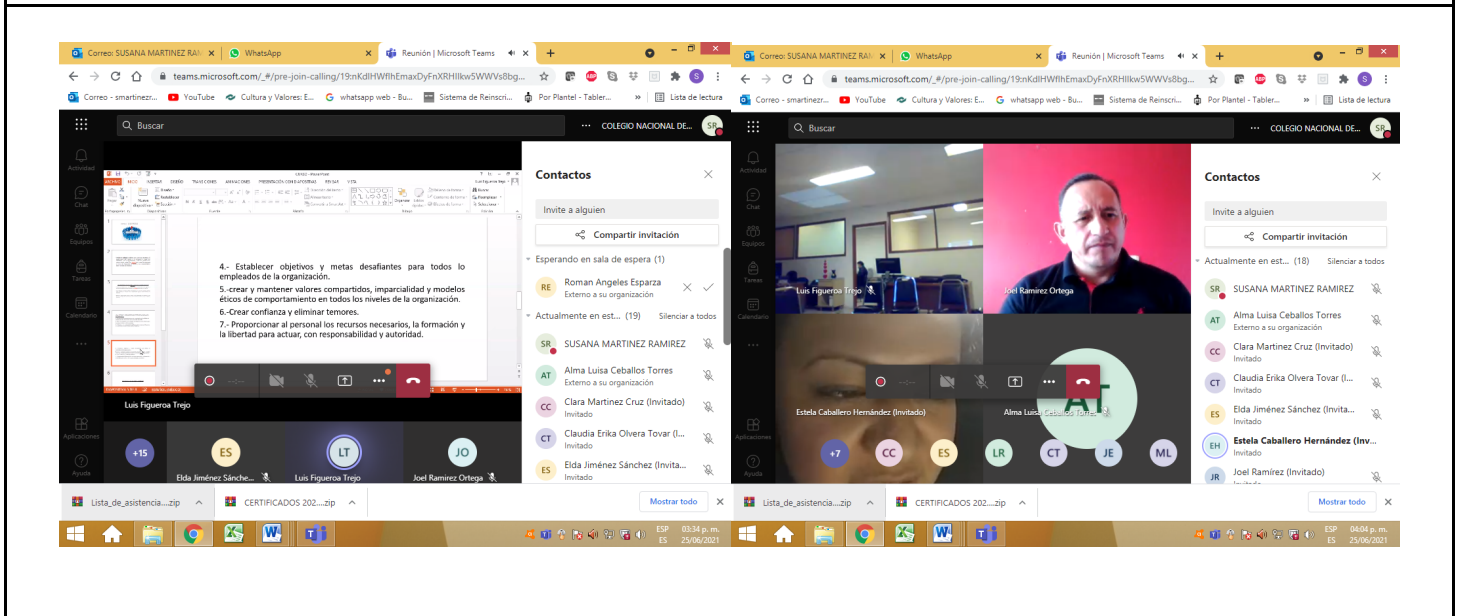 Correo: SUSANA MARTINEZ RAM
WhatsApp
Reunión | Microsoft Teams
teams.microsoft.com/_#/pre-join-calling/19:nKdIHWflhEmaxDyFnXRHIlkw5WWVs8bg...
Correo - smartinezr...
YouTube
Cultura y Valores: E...
whatsapp web - Bu...
Sistema de Reinscri...
Por Plantel - Tabler...
»
Lista de lectura
Buscar
... COLEGIO NACIONAL DE...
SR
Actividad
Chat
Equipos
Tareas
Calendario
Aplicaciones
Ayuda
4.- Establecer objetivos y metas desafiantes para todos lo
empleados de la organización.
5.-crear y mantener valores compartidos, imparcialidad y modelos
éticos de comportamiento en todos los niveles de la organización.
6.-Crear confianza y eliminar temores.
7.- Proporcionar al personal los recursos necesarios, la formación y
la libertad para actuar, con responsabilidad y autoridad.
Luis Figueroa Trejo
+15
ES
LT
JO
Elda Jiménez Sánche...
Luis Figueroa Trejo
Joel Ramirez Ortega
Contactos
Invite a alguien
Compartir invitación
Esperando en sala de espera (1)
RE
Roman Angeles Esparza
Externo a su organización
Actualmente en est... (19)
Silenciar a todos
SR
SUSANA MARTINEZ RAMIREZ
AT
Alma Luisa Ceballos Torres
Externo a su organización
CC
Clara Martinez Cruz (Invitado)
Invitado
CT
Claudia Erika Olvera Tovar (I...
Invitado
ES
Elda Jiménez Sánchez (Invita...
Invitado
Lista_de_asistencia....zip
CERTIFICADOS 202....zip
Mostrar todo
ESP 03:34 p. m.
ES 25/06/2021
Correo: SUSANA MARTINEZ RAM
WhatsApp
Reunión | Microsoft Teams
teams.microsoft.com/_#/pre-join-calling/19:nKdIHWflhEmaxDyFnXRHIlkw5WWVs8bg...
Correo - smartinezr...
YouTube
Cultura y Valores: E...
whatsapp web - Bu...
Sistema de Reinscri...
Por Plantel - Tabler...
»
Lista de lectura
Buscar
... COLEGIO NACIONAL DE...
SR
Actividad
Chat
Equipos
Tareas
Calendario
Aplicaciones
Ayuda
Luis Figueroa Trejo
Joel Ramirez Ortega
Estela Caballero Hernández (Invitado)
AT
Alma Luisa Ceballos Torres
+7
CC
ES
LR
CT
JE
ML
Contactos
Invite a alguien
Compartir invitación
Actualmente en est... (18)
Silenciar a todos
SR
SUSANA MARTINEZ RAMIREZ
AT
Alma Luisa Ceballos Torres
Externo a su organización
CC
Clara Martinez Cruz (Invitado)
Invitado
CT
Claudia Erika Olvera Tovar (I...
Invitado
ES
Elda Jiménez Sánchez (Invita...
Invitado
EH
Estela Caballero Hernández (Inv...
Invitado
JR
Joel Ramírez (Invitado)
Lista_de_asistencia....zip
CERTIFICADOS 202....zip
Mostrar todo
ESP 04:04 p. m.
ES 25/06/2021